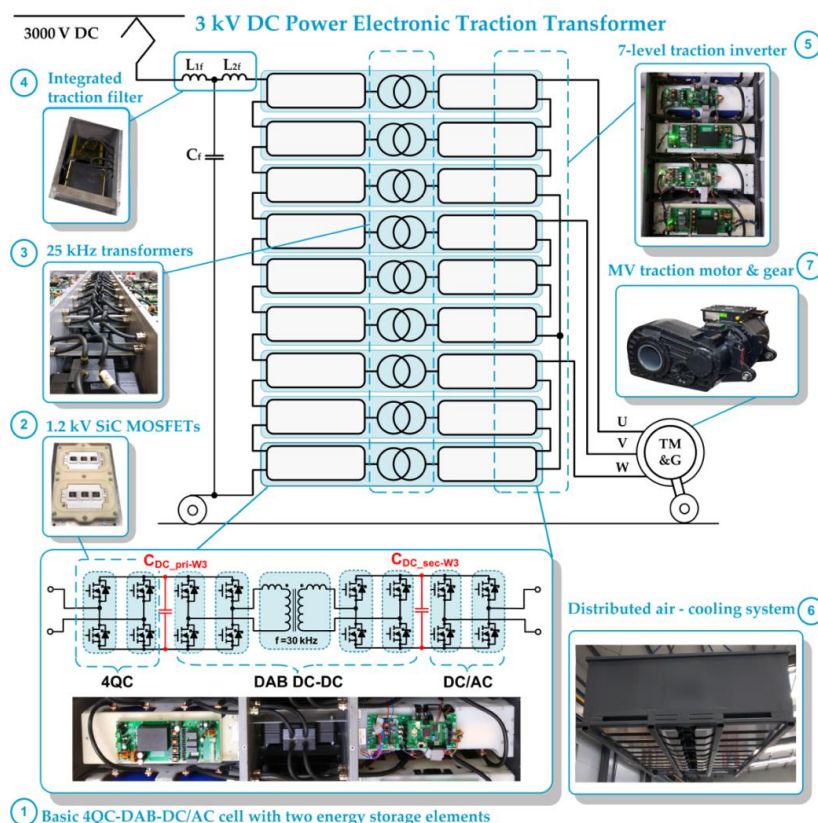 3 kV DC Power Electronic Traction Transformer
3000 V DC
L1f
L2f
4
Integrated
traction filter
Cf
7-level traction inverter
5
3
25 kHz transformers
MV traction motor & gear
7
2
1.2 kV SiC MOSFETs
U
V
W
TM
&G
CDC_pri-W3
CDC_sec-W3
f=30 kHz
4QC
DAB DC-DC
DC/AC
Distributed air - cooling system
6
1
Basic 4QC-DAB-DC/AC cell with two energy storage elements